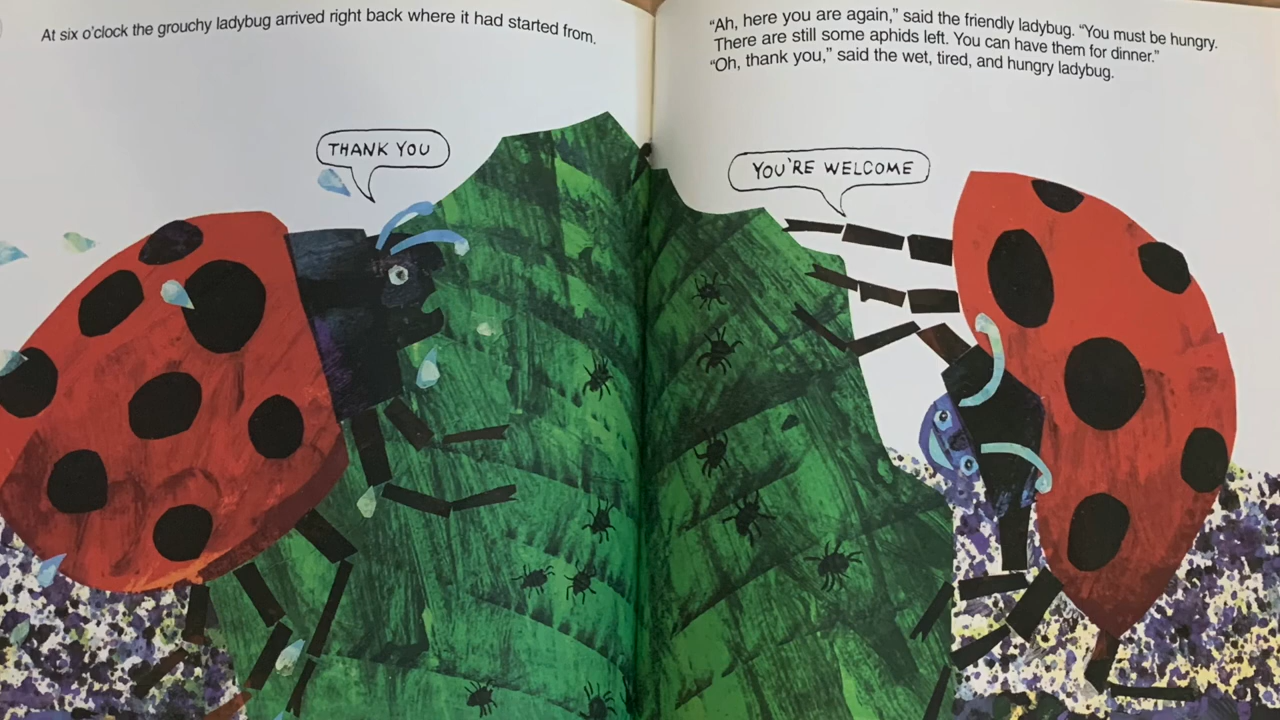 At six o'clock the grouchy ladybug arrived right back where it had started from.
THANK YOU
“Ah, here you are again,” said the friendly ladybug. “You must be hungry.
There are still some aphids left. You can have them for dinner.”
“Oh, thank you,” said the wet, tired, and hungry ladybug.
YOU'RE WELCOME